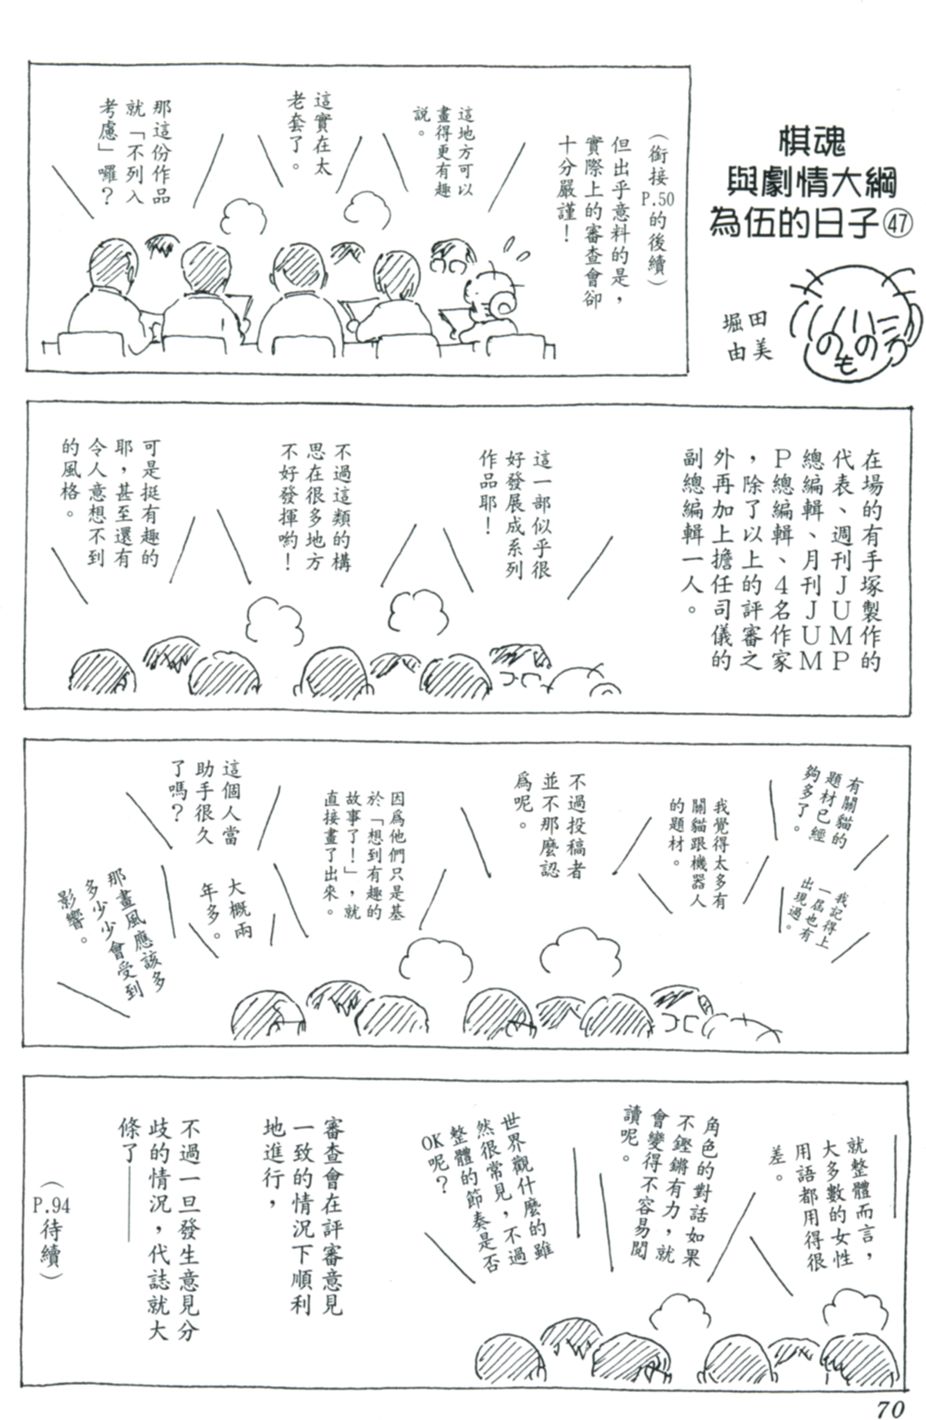 棋魂
與劇情大綱
為伍的日子㊼
堀田
由美
のものろ
（銜接
P.50
的後續）
但出乎意料的是，
實際上的審查會卻
十分嚴謹！
這地方可以
畫得更有趣
説。
這實在太
老套了。
那這份作品
就「不列入
考慮」囉？
在場的有手塚製作的
代表、週刊ＪＵＭＰ
總編輯、月刊ＪＵＭ
Ｐ總編輯、４名作家
，除了以上的評審之
外再加上擔任司儀的
副總編輯一人。
這一部似乎很
好發展成系列
作品耶！
不過這類的構
思在很多地方
不好發揮喲！
可是挺有趣的
耶，甚至還有
令人意想不到
的風格。
有關貓的
題材已經
夠多了。
我記得上
一屆也有
出現過。
我覺得太多有
關貓跟機器人
的題材。
不過投稿者
並不那麼認
爲呢。
因爲他們只是基
於「想到有趣的
故事了！」，就
直接畫了出來。
這個人當
助手很久
了嗎？
大概兩
年多。
那畫風應該多
多少少會受到
影響。
就整體而言，
大多數的女性
用語都用得很
差。
角色的對話如果
不鏗鏘有力，就
會變得不容易閱
讀呢。
世界觀什麼的雖
然很常見，不過
整體的節奏是否
OK呢？
審查會在評審意見
一致的情況下順利
地進行，
不過一旦發生意見分
歧的情況，代誌就大
條了——
（
P.94
待續）
70